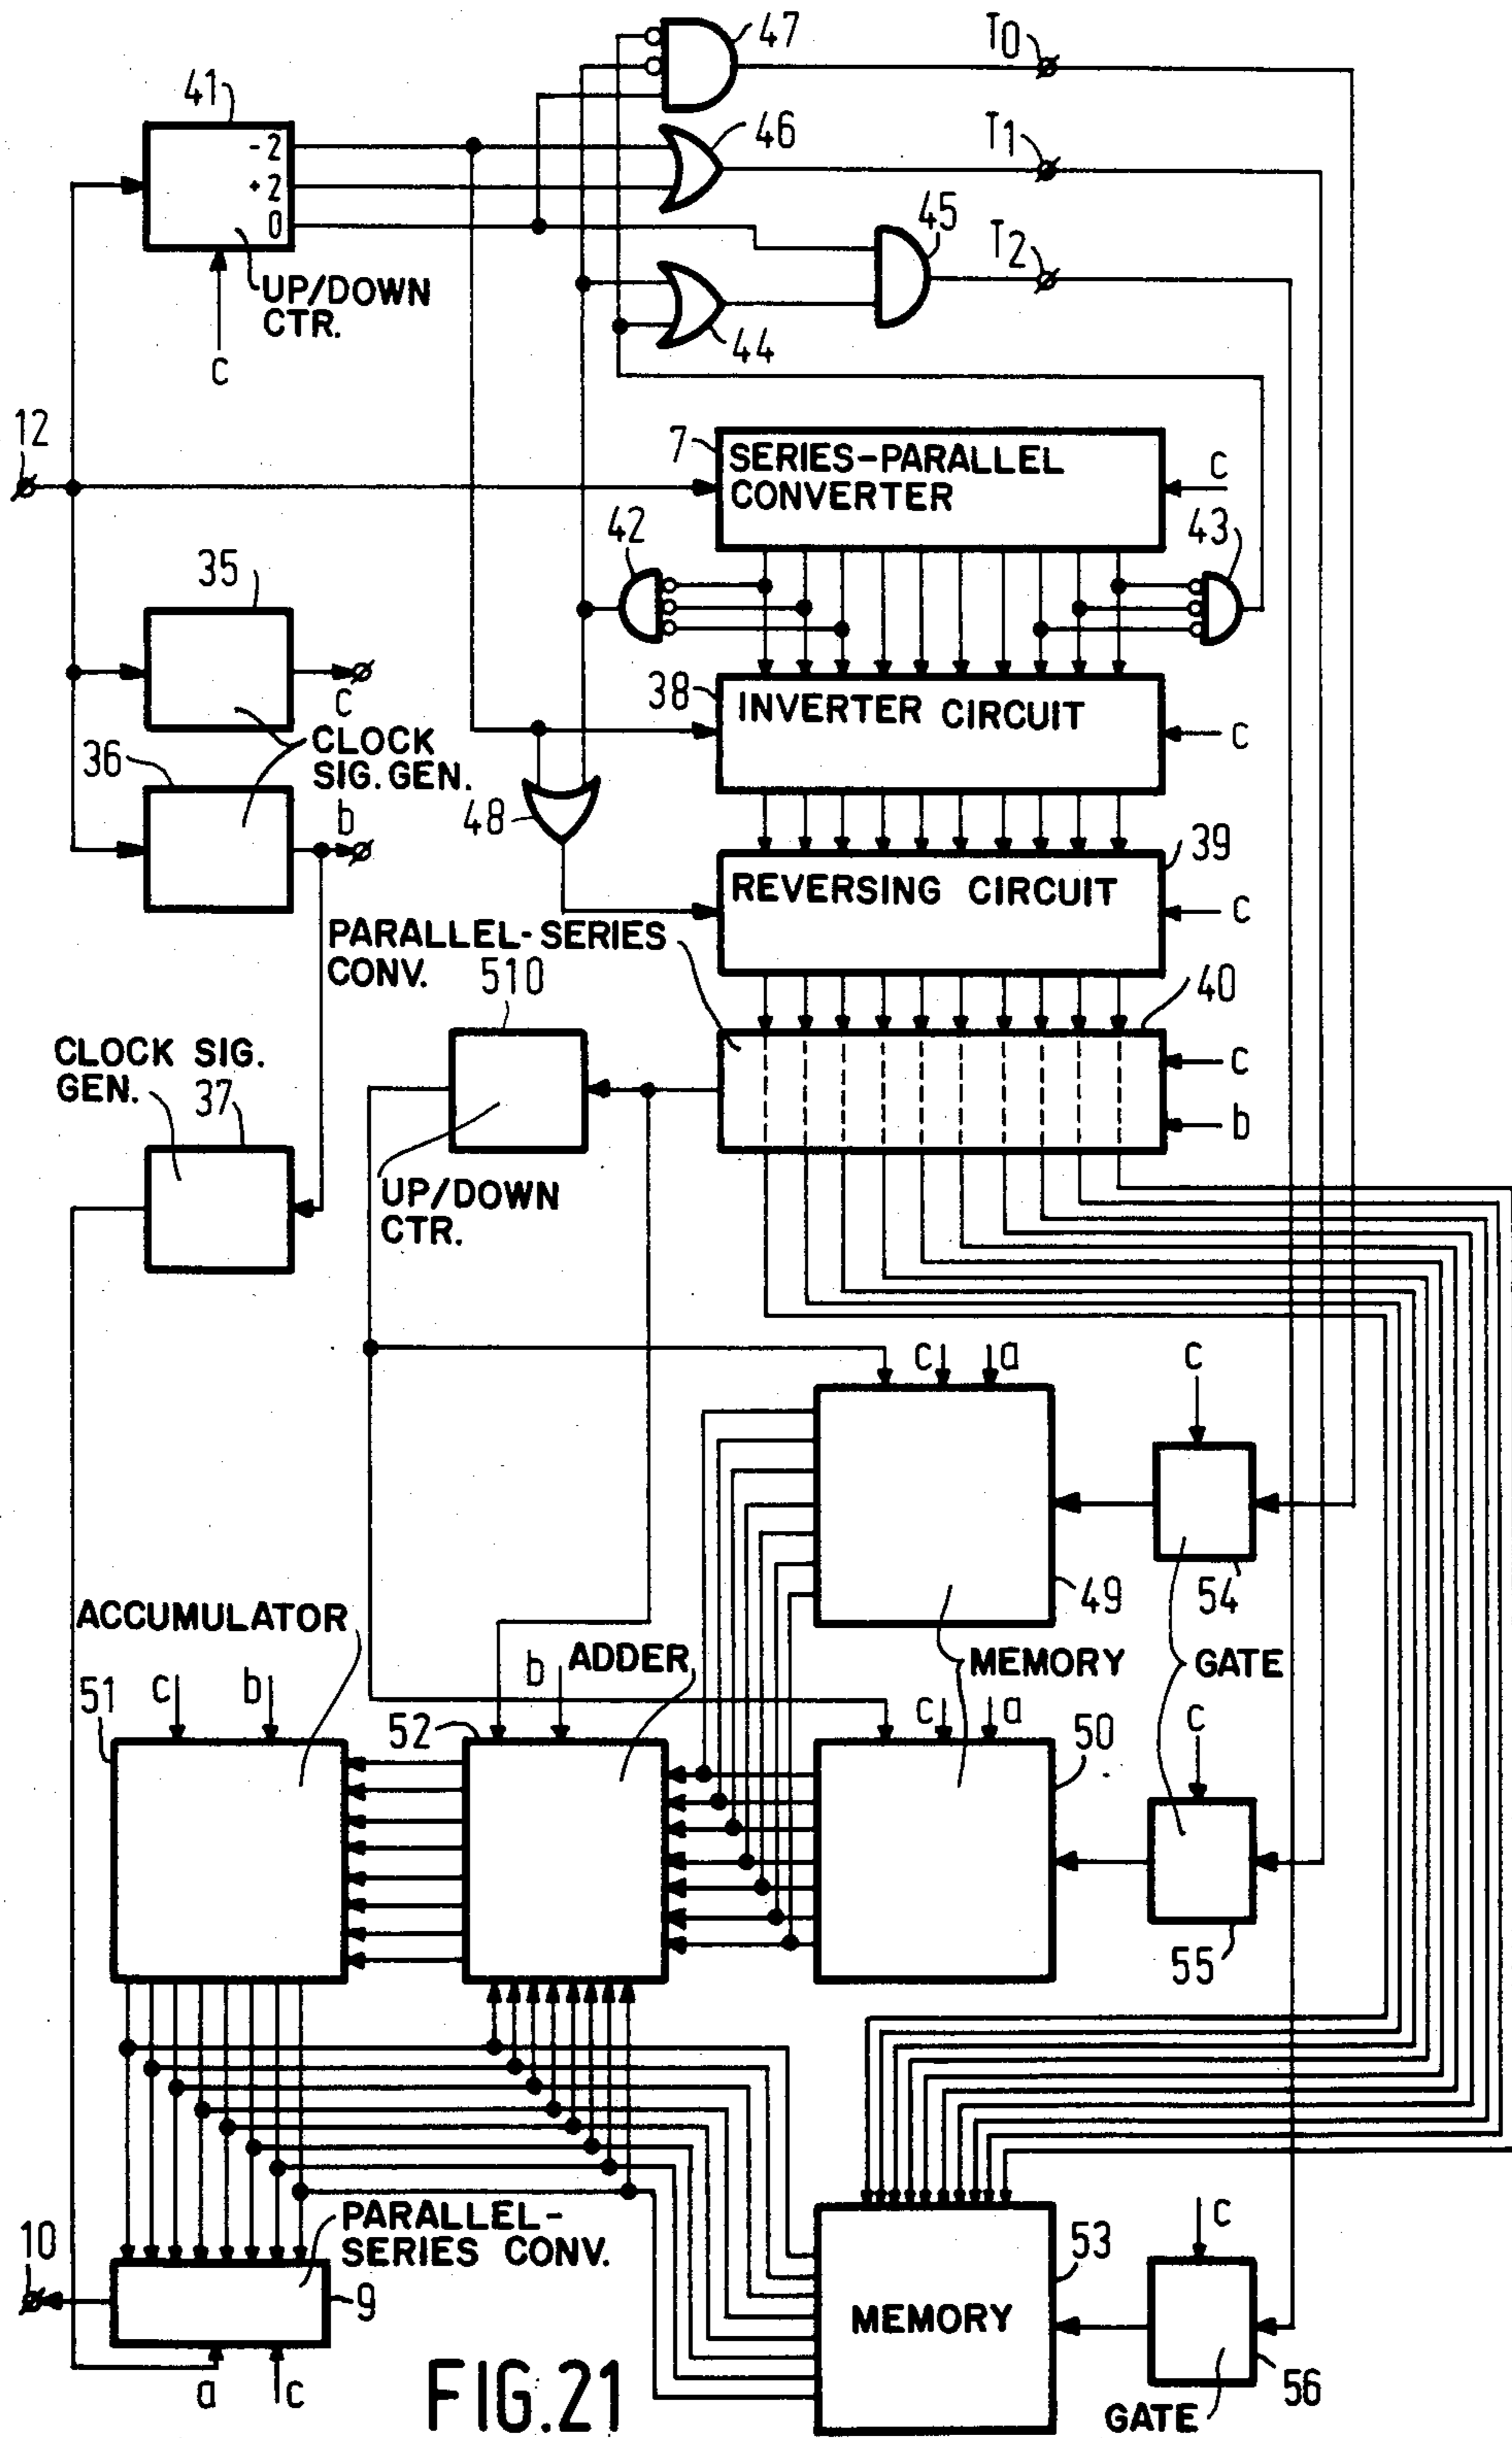 47
T0
41
-2
46
T1
+2
0
45
T2
UP/DOWN
CTR.
44
c
12
7
SERIES-PARALLEL
CONVERTER
c
42
43
35
c
38
INVERTER CIRCUIT
c
CLOCK
SIG. GEN.
36
b
48
39
REVERSING CIRCUIT
c
PARALLEL-SERIES
CONV.
510
40
CLOCK SIG.
GEN.
37
c
b
UP/DOWN
CTR.
c
a
c
49
54
ACCUMULATOR
ADDER
MEMORY
GATE
51
c
b
52
b
c
a
50
c
55
PARALLEL-
SERIES CONV.
10
9
53
c
MEMORY
a
c
FIG.21
56
GATE